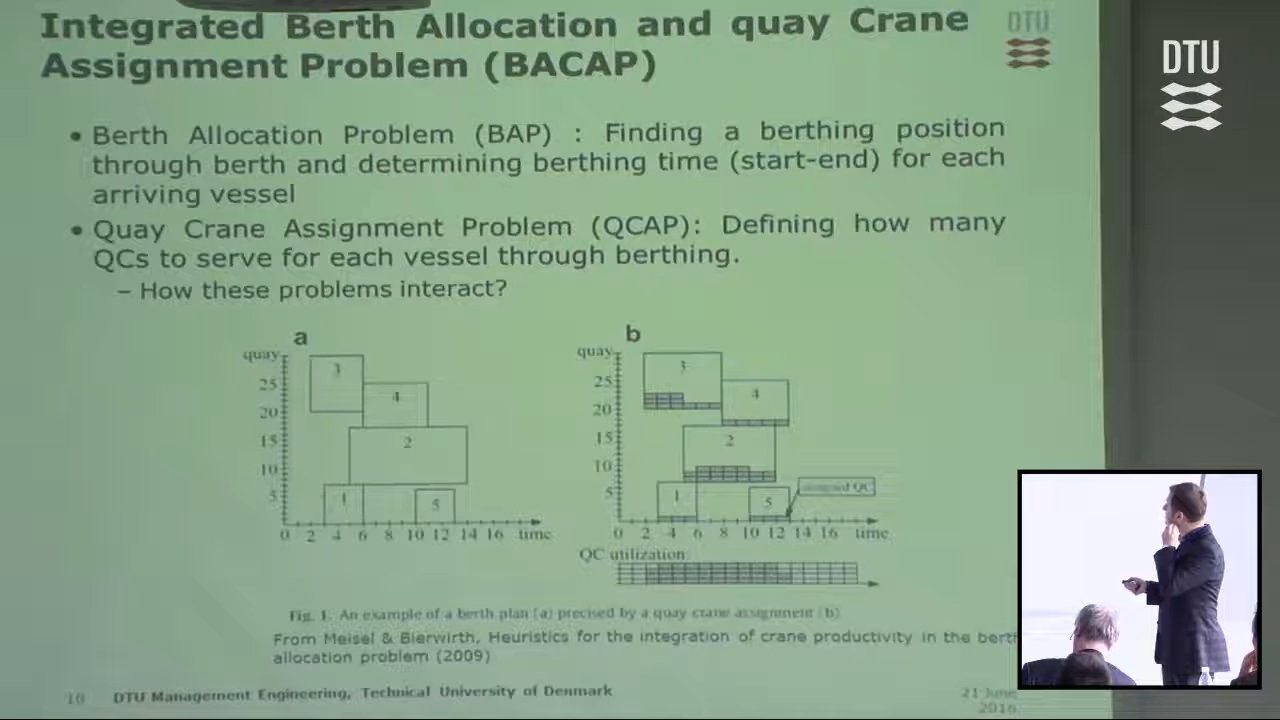 Integrated Berth Allocation and quay Crane
Assignment Problem (BACAP)
DTU
DTU
• Berth Allocation Problem (BAP) : Finding a berthing position
through berth and determining berthing time (start-end) for each
arriving vessel
• Quay Crane Assignment Problem (QCAP): Defining how many
QCs to serve for each vessel through berthing.
– How these problems interact?
a
quay
25
20
15
10
5
3
4
2
1
5
0 2 4 6 8 10 12 14 16 time
b
quay
25
20
15
10
5
3
4
2
1
5
assigned QC
0 2 4 6 8 10 12 14 16 time
QC utilization
Fig. 1. An example of a berth plan (a) precised by a quay crane assignment (b)
From Meisel & Bierwirth, Heuristics for the integration of crane productivity in the berth
allocation problem (2009)
10 DTU Management Engineering, Technical University of Denmark
21 June
2016